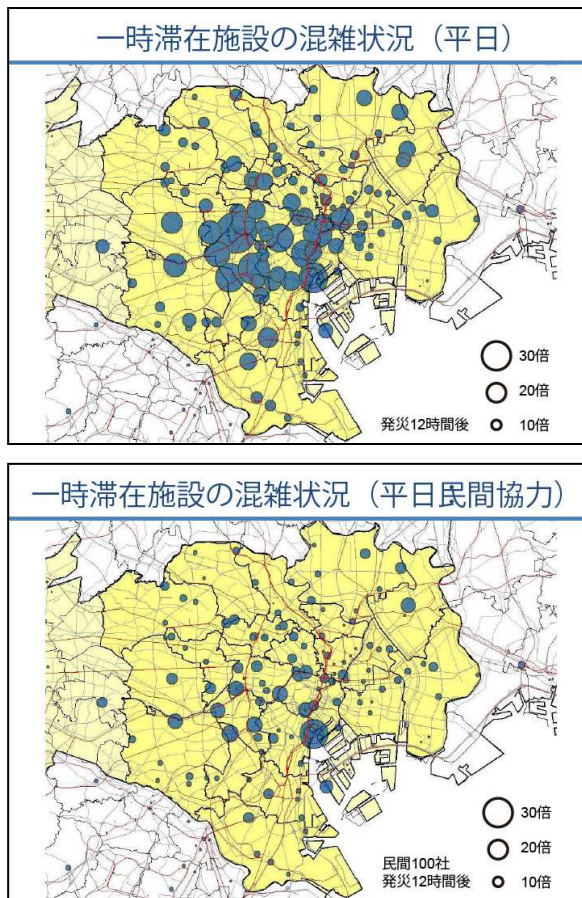 一時滞在施設の混雑状況（平日）
30倍
20倍
発災12時間後 10倍
一時滞在施設の混雑状況（平日民間協力）
30倍
20倍
民間100社
発災12時間後 10倍